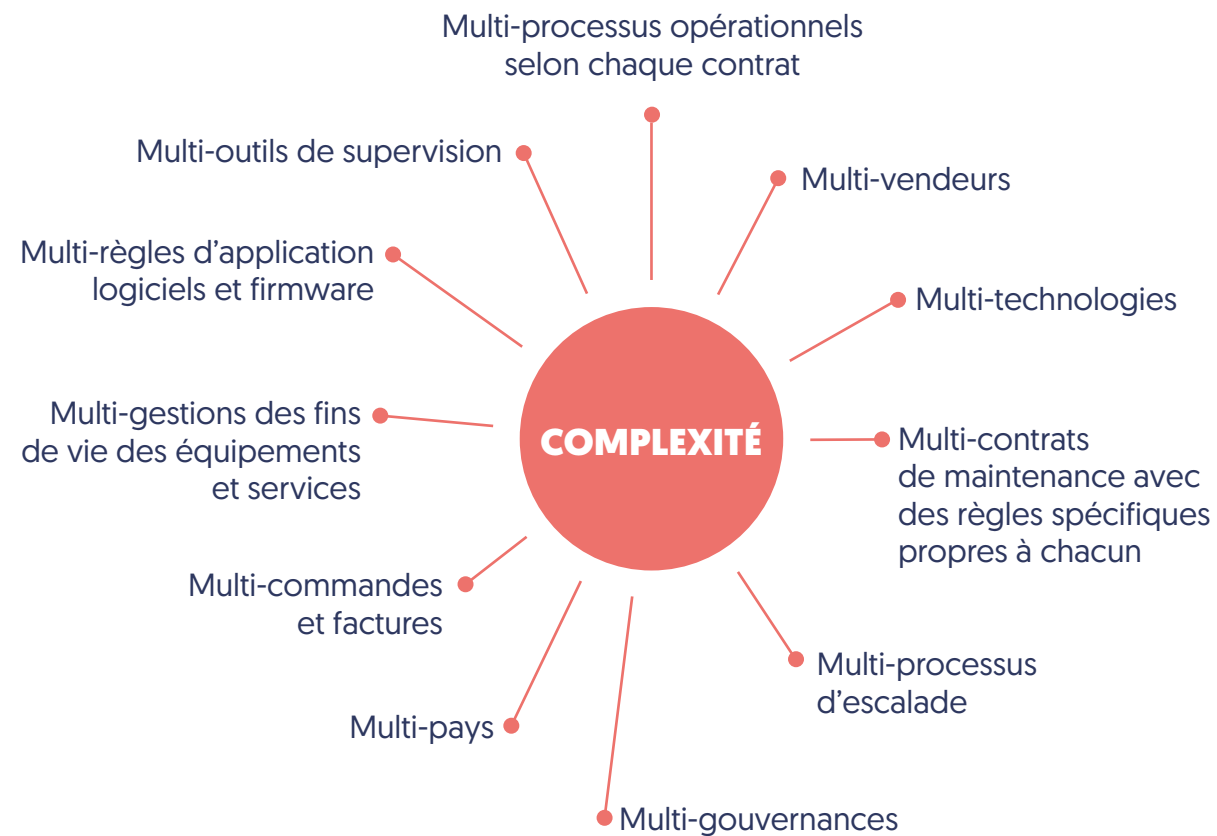 Multi-processus opérationnels
selon chaque contrat
Multi-outils de supervision
Multi-vendeurs
Multi-règles d’application
logiciels et firmware
Multi-technologies
Multi-gestions des fins
de vie des équipements
et services
COMPLEXITÉ
Multi-contrats
de maintenance avec
des règles spécifiques
propres à chacun
Multi-commandes
et factures
Multi-processus
d’escalade
Multi-pays
Multi-gouvernances